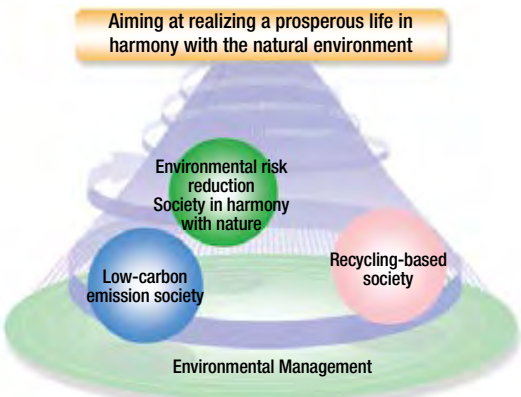 Aiming at realizing a prosperous life in
harmony with the natural environment
Environmental risk
reduction
Society in harmony
with nature
Low-carbon
emission society
Recycling-based
society
Environmental Management